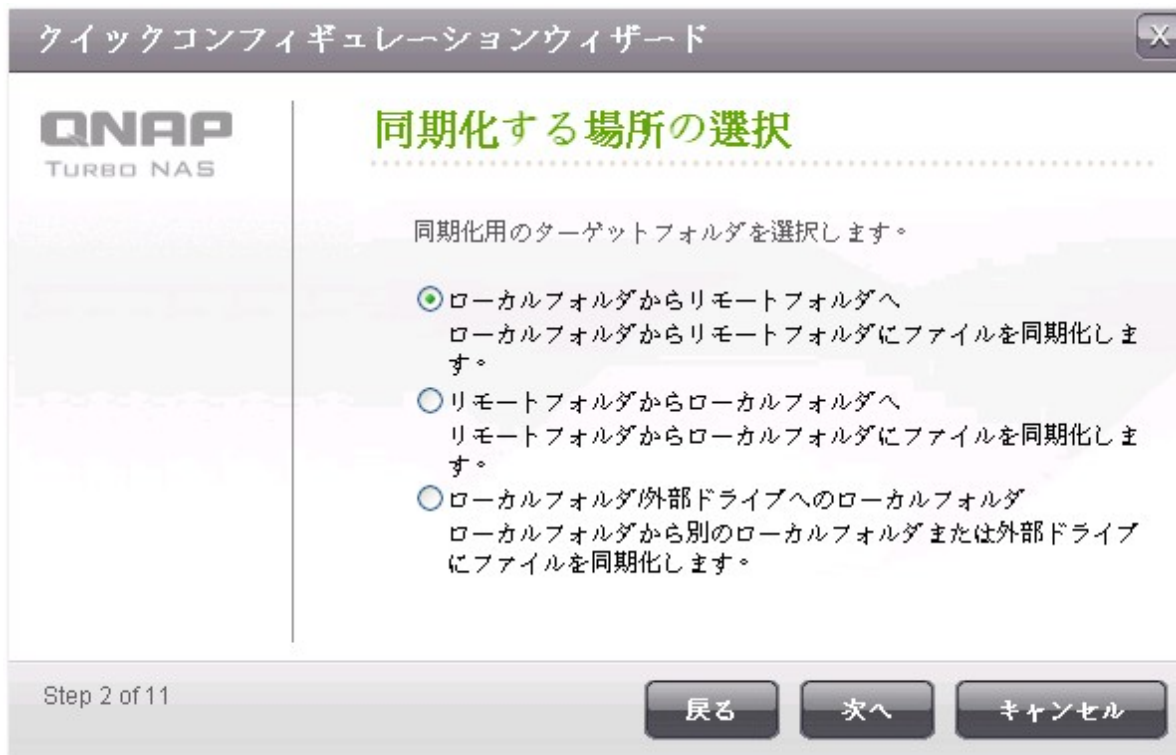 クイックコンフィギュレーションウィザード
X
QNAP
TURBO NAS
同期化する場所の選択
同期化用のターゲットフォルダを選択します。
ローカルフォルダからリモートフォルダへ
ローカルフォルダからリモートフォルダにファイルを同期化しま
す。
リモートフォルダからローカルフォルダへ
リモートフォルダからローカルフォルダにファイルを同期化しま
す。
ローカルフォルダ/外部ドライブへのローカルフォルダ
ローカルフォルダから別のローカルフォルダまたは外部ドライブ
にファイルを同期化します。
Step 2 of 11
戻る
次へ
キャンセル